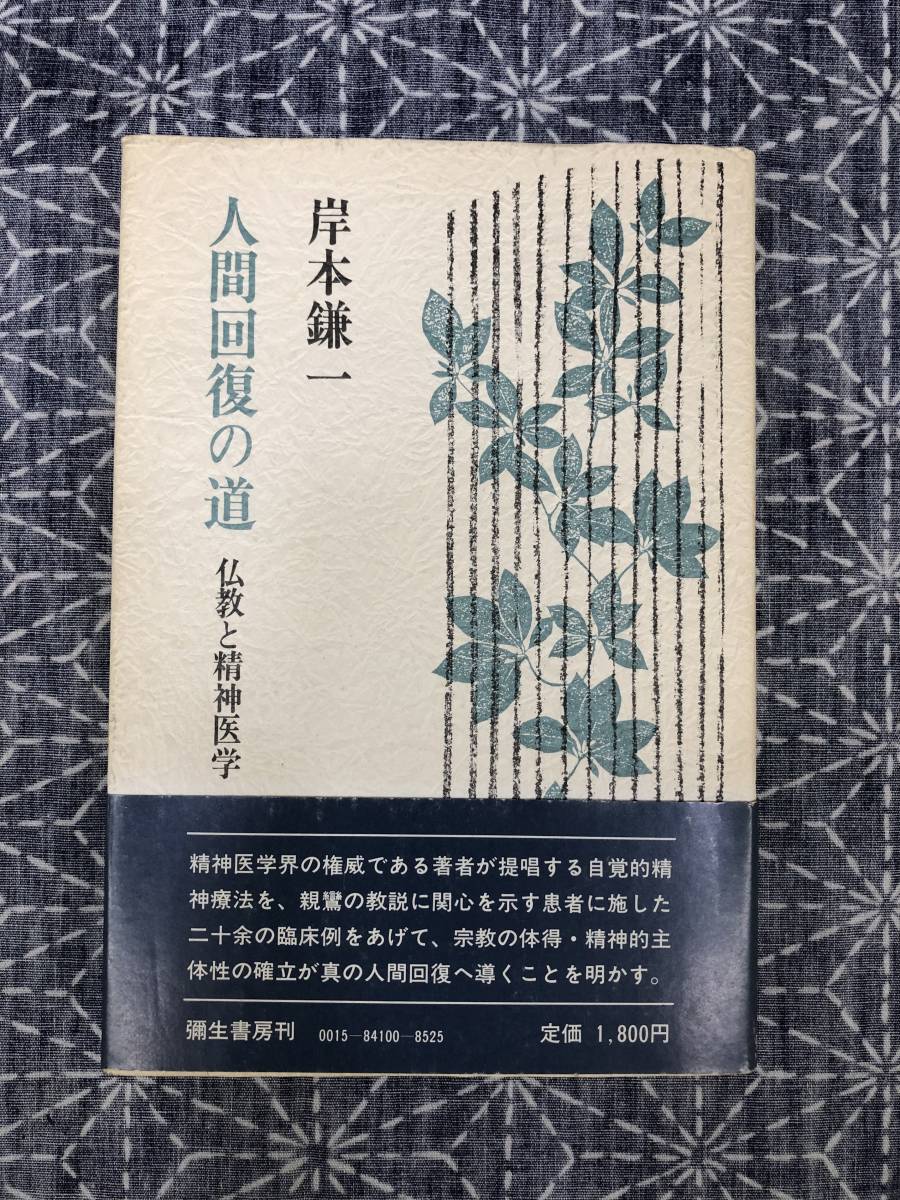 岸本鎌一
人間回復の道
仏教と精神医学
精神医学界の権威である著者が提唱する自覚的精
神療法を、親鸞の教説に関心を示す患者に施した
二十余の臨床例をあげて、宗教の体得・精神的主
体性の確立が真の人間回復へ導くことを明かす。
彌生書房刊 0015―84100―8525 定価 1,800円